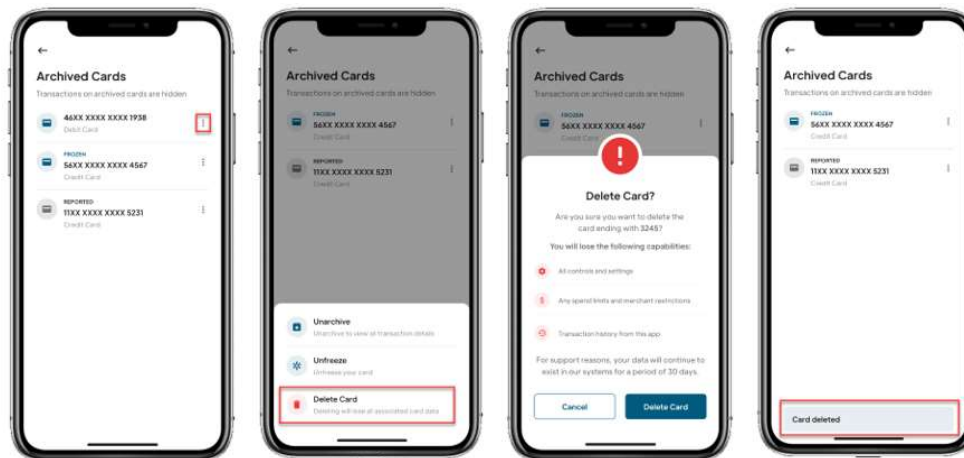 Archived Cards
Transactions on archived cards are hidden
46XX XXXX XXXX 1938
Debit Card
FROZEN
56XX XXXX XXXX 4567
Credit Card
REPORTED
11XX XXXX XXXX 5231
Credit Card
Archived Cards
Transactions on archived cards are hidden
FROZEN
56XX XXXX XXXX 4567
Credit Card
REPORTED
11XX XXXX XXXX 5231
Credit Card
Unarchive
Unarchive to view all transaction details
Unfreeze
Unfreeze your card
Delete Card
Deleting will lose all associated card data
Archived Cards
Transactions on archived cards are hidden
FROZEN
56XX XXXX XXXX 4567
Delete Card?
Are you sure you want to delete the
card ending with 3245?
You will lose the following capabilities:
All controls and settings
Any spend limits and merchant restrictions
Transaction history from this app
For support reasons, your data will continue to
exist in our systems for a period of 30 days.
Cancel
Delete Card
Archived Cards
Transactions on archived cards are hidden
FROZEN
56XX XXXX XXXX 4567
Credit Card
REPORTED
11XX XXXX XXXX 5231
Credit Card
Card deleted